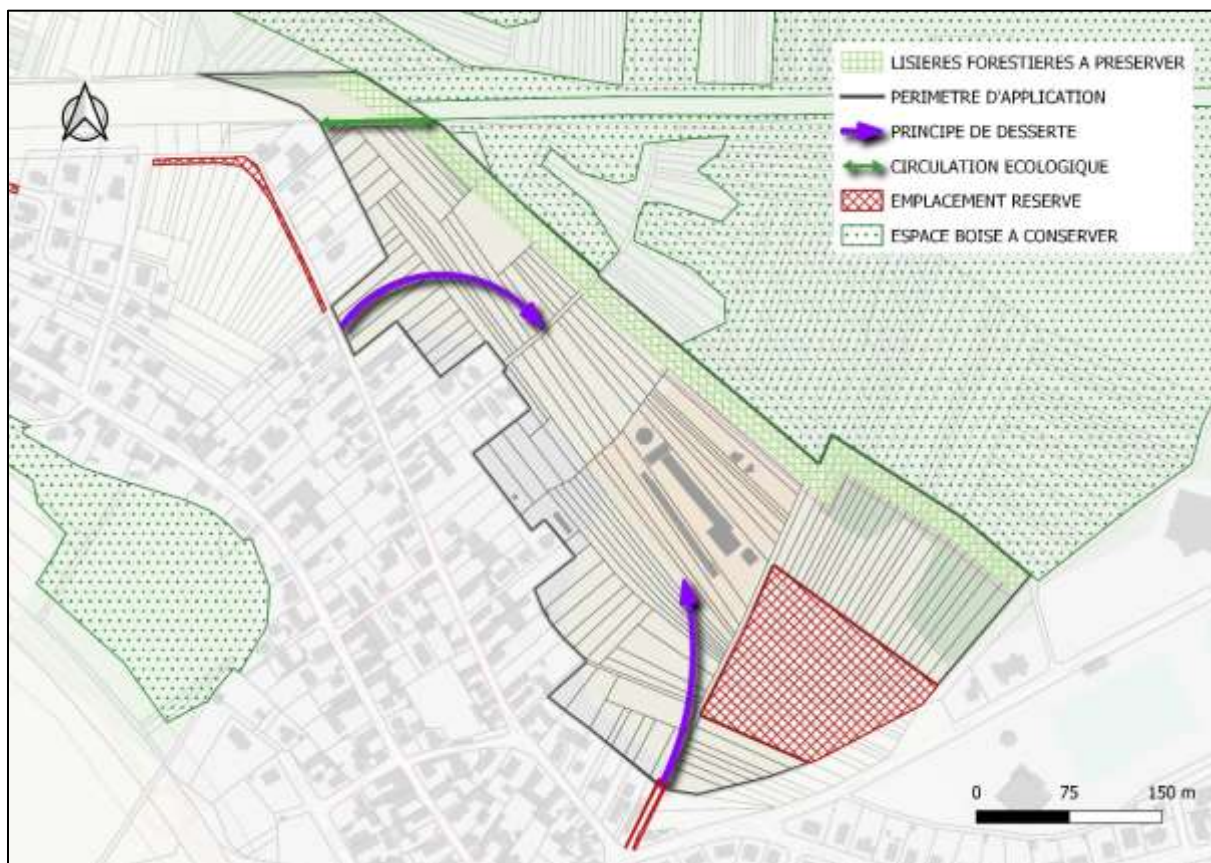 LISIERES FORESTIERES A PRESERVER
PERIMETRE D'APPLICATION
PRINCIPE DE DESSERTE
CIRCULATION ECOLOGIQUE
EMPLACEMENT RESERVE
ESPACE BOISE A CONSERVER
0 75 150 m